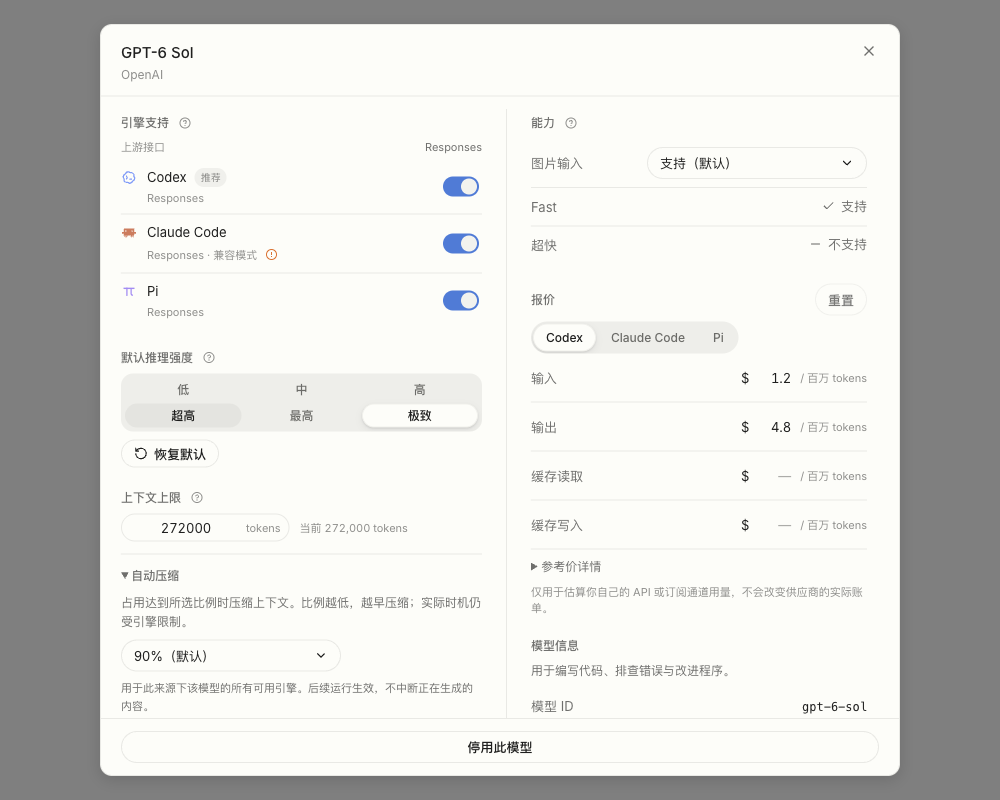 GPT-6 Sol
OpenAI
引擎支持
上游接口 Responses
Codex 推荐
Responses
Claude Code
Responses · 兼容模式
Pi
Responses
默认推理强度
低 中 高
超高 最高 极致
恢复默认
上下文上限
272000 tokens 当前 272,000 tokens
自动压缩
占用达到所选比例时压缩上下文。比例越低，越早压缩；实际时机仍
受引擎限制。
90%（默认）
用于此来源下该模型的所有可用引擎。后续运行生效，不中断正在生成的
内容。
能力
图片输入 支持（默认）
Fast 支持
超快 不支持
报价 重置
Codex Claude Code Pi
输入 $ 1.2 / 百万 tokens
输出 $ 4.8 / 百万 tokens
缓存读取 $ — / 百万 tokens
缓存写入 $ — / 百万 tokens
参考价详情
仅用于估算你自己的 API 或订阅通道用量，不会改变供应商的实际账
单。
模型信息
用于编写代码、排查错误与改进程序。
模型 ID gpt-6-sol
停用此模型